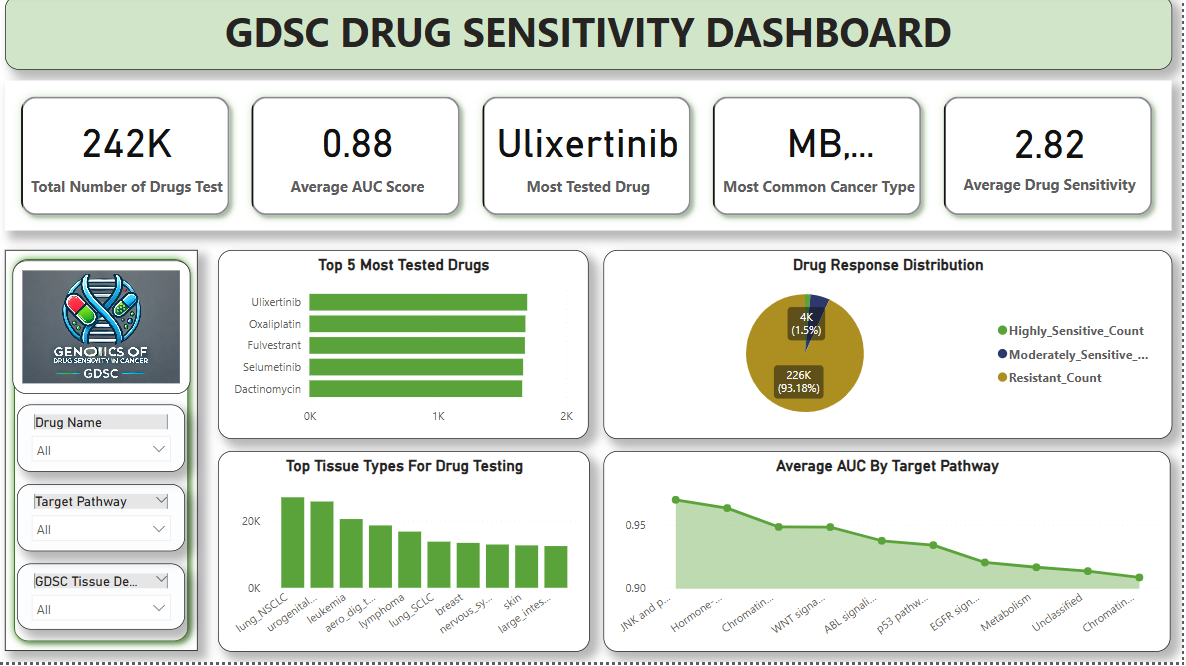 GDSC DRUG SENSITIVITY DASHBOARD
242K
Total Number of Drugs Test
0.88
Average AUC Score
Ulixertinib
Most Tested Drug
MB,...
Most Common Cancer Type
2.82
Average Drug Sensitivity
GENOIICS OF
DRUG SENSIVITY IN CANCER
GDSC
Drug Name
All
Target Pathway
All
GDSC Tissue De...
All
Top 5 Most Tested Drugs
Ulixertinib
Oxaliplatin
Fulvestrant
Selumetinib
Dactinomycin
0K 1K 2K
Drug Response Distribution
4K
(1.5%)
226K
(93.18%)
Highly_Sensitive_Count
Moderately_Sensitive_...
Resistant_Count
Top Tissue Types For Drug Testing
20K
0K
lung_NSCLC
urogenital...
leukemia
aero_dig_t...
lymphoma
lung_SCLC
breast
nervous_sy...
skin
large_intes...
Average AUC By Target Pathway
0.95
0.90
JNK and p...
Hormone-...
Chromatin...
WNT signa...
ABL signali...
p53 pathw...
EGFR sign...
Metabolism
Unclassified
Chromatin...